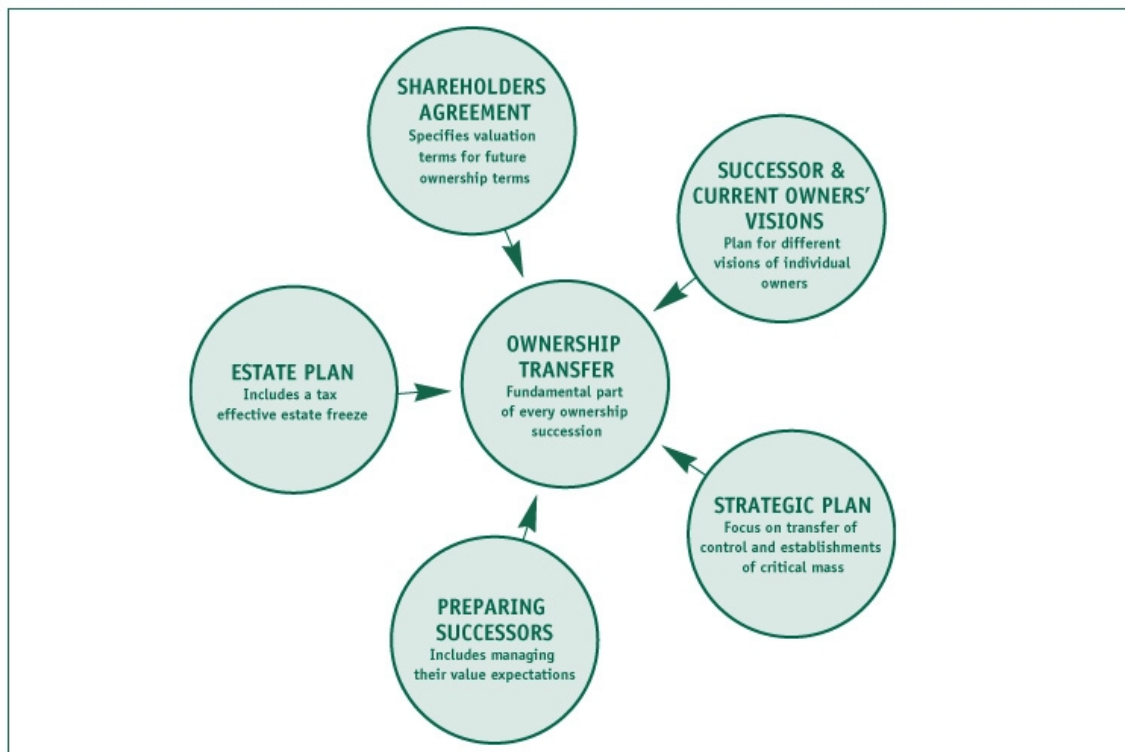 SHAREHOLDERS
AGREEMENT
Specifies valuation
terms for future
ownership terms
SUCCESSOR &
CURRENT OWNERS’
VISIONS
Plan for different
visions of individual
owners
OWNERSHIP
TRANSFER
Fundamental part
of every ownership
succession
ESTATE PLAN
Includes a tax
effective estate freeze
STRATEGIC PLAN
Focus on transfer of
control and establishments
of critical mass
PREPARING
SUCCESSORS
Includes managing
their value expectations